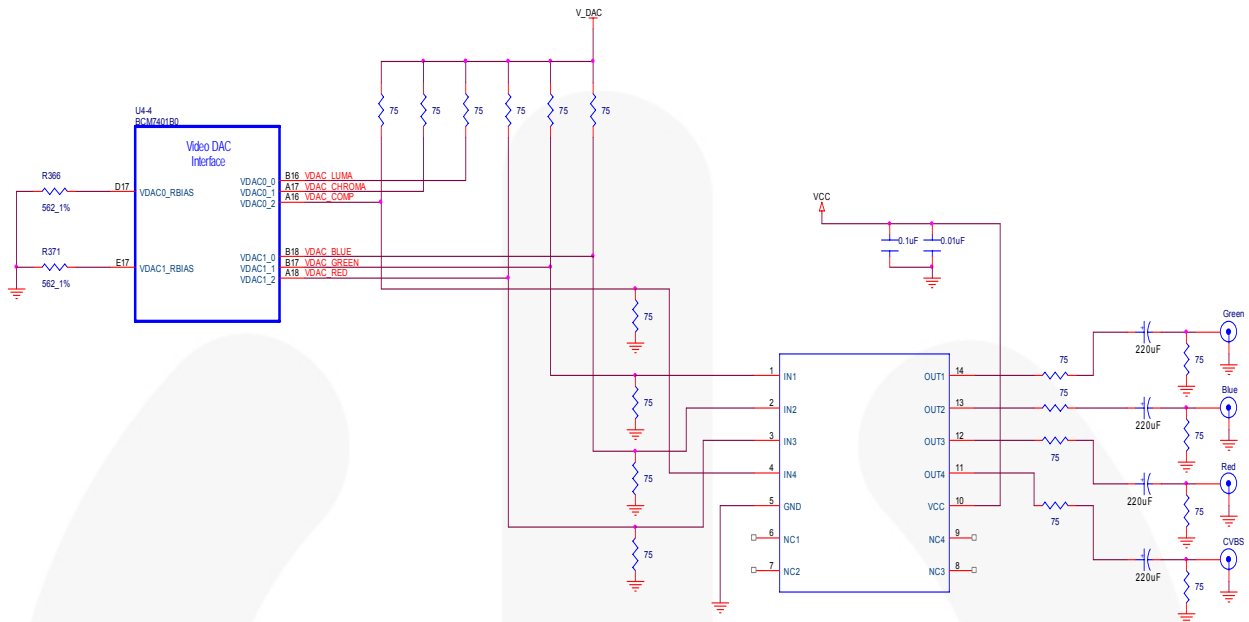 V_DAC
75 75 75 75 75 75
U4-4
BCM7401B0
Video DAC
Interface
R366
562_1%
D17 VDAC0_RBIAS
VDAC0_0 B16 VDAC_LUMA
VDAC0_1 A17 VDAC_CHROMA
VDAC0_2 A16 VDAC_COMP
R371
562_1%
E17 VDAC1_RBIAS
VDAC1_0 B18 VDAC_BLUE
VDAC1_1 B17 VDAC_GREEN
VDAC1_2 A18 VDAC_RED
VCC
0.1uF 0.01uF
75
75
75
75
1 IN1 OUT1 14
2 IN2 OUT2 13
3 IN3 OUT3 12
4 IN4 OUT4 11
5 GND VCC 10
6 NC1 NC4 9
7 NC2 NC3 8
75 220uF 75 Green
75 220uF 75 Blue
75 220uF 75 Red
75 220uF 75 CVBS